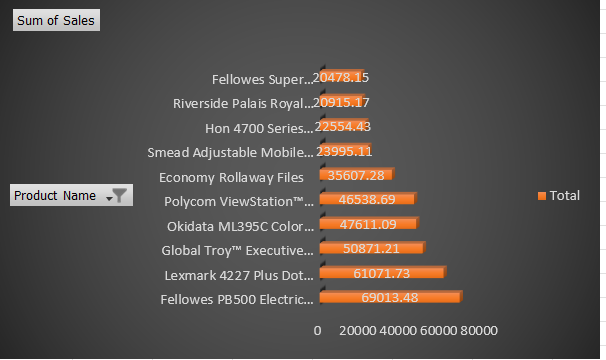 Sum of Sales
Fellowes Super... 20478.15
Riverside Palais Royal... 20915.17
Hon 4700 Series... 22554.43
Smead Adjustable Mobile... 23995.11
Economy Rollaway Files 35607.28
Product Name
Polycom ViewStation™... 46538.69
Total
Okidata ML395C Color... 47611.09
Global Troy™ Executive... 50871.21
Lexmark 4227 Plus Dot... 61071.73
Fellowes PB500 Electric... 69013.48
0 20000 40000 60000 80000